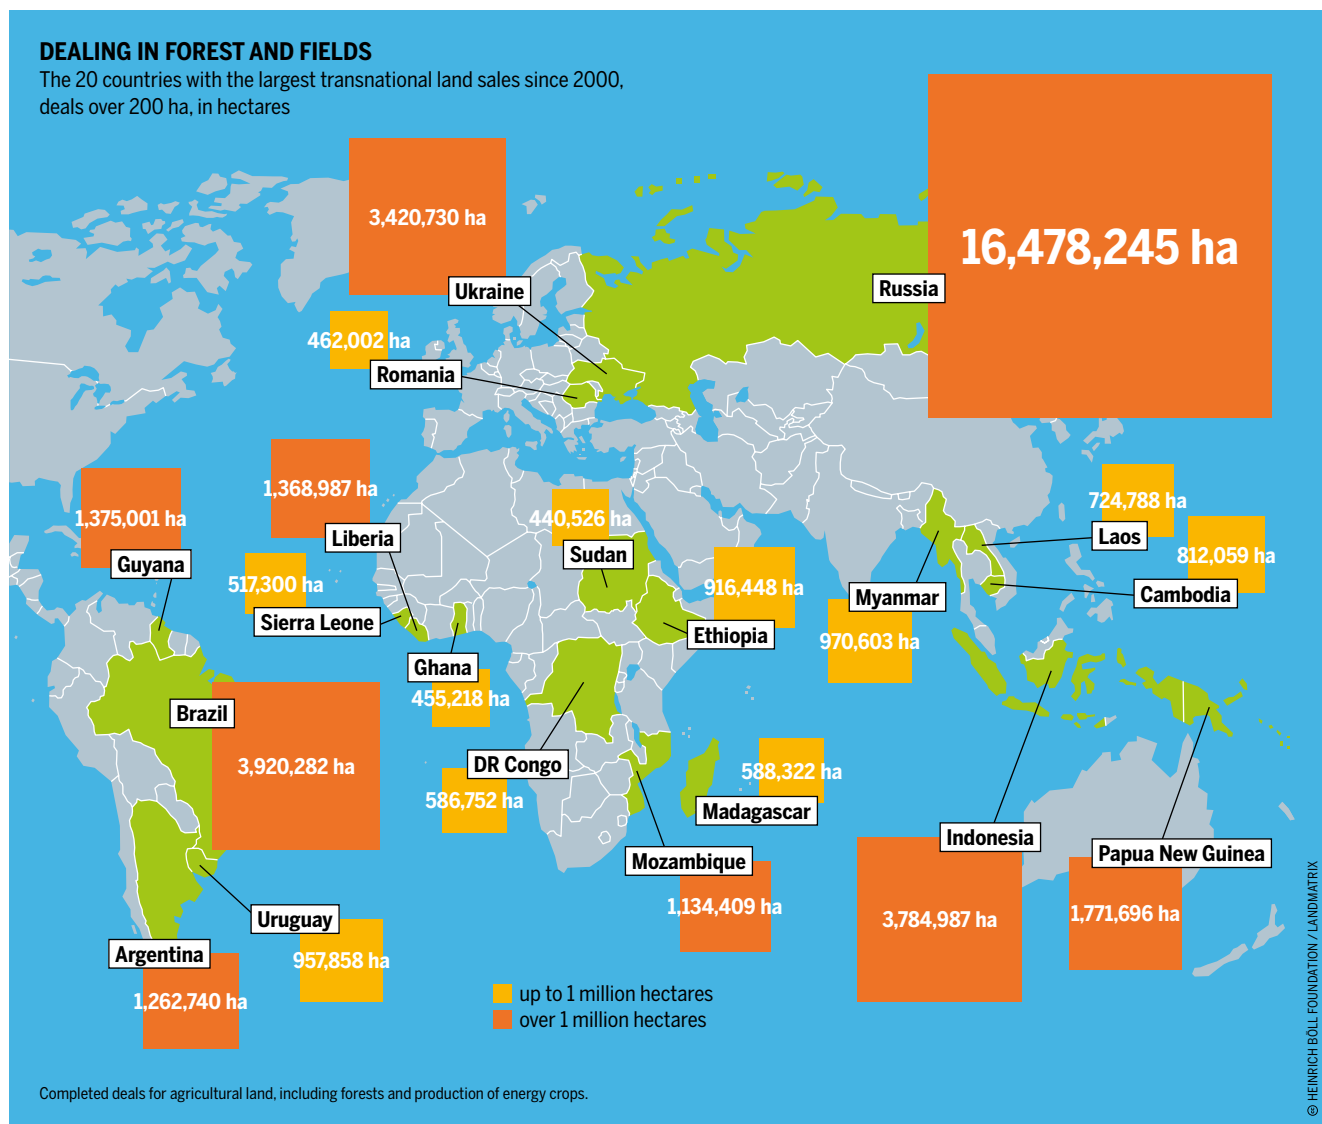 DEALING IN FOREST AND FIELDS
The 20 countries with the largest transnational land sales since 2000,
deals over 200 ha, in hectares
3,420,730 ha
Ukraine
16,478,245 ha
Russia
462,002 ha
Romania
1,368,987 ha
Liberia
1,375,001 ha
Guyana
517,300 ha
Sierra Leone
440,526 ha
Sudan
916,448 ha
Ethiopia
724,788 ha
Laos
812,059 ha
Cambodia
Myanmar
970,603 ha
Ghana
455,218 ha
Brazil
3,920,282 ha
DR Congo
586,752 ha
588,322 ha
Madagascar
Mozambique
1,134,409 ha
Indonesia
3,784,987 ha
Papua New Guinea
1,771,696 ha
Uruguay
957,858 ha
Argentina
1,262,740 ha
up to 1 million hectares
over 1 million hectares
Completed deals for agricultural land, including forests and production of energy crops.
🄯 HEINRICH BÖLL FOUNDATION / LANDMATRIX